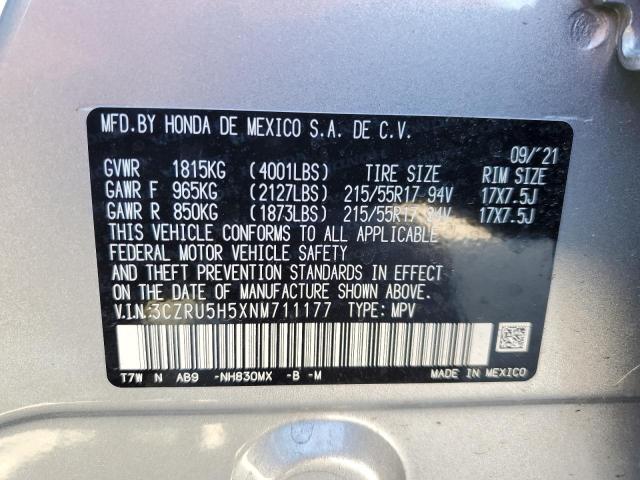 MFD.BY HONDA DE MEXICO S.A. DE C.V.
09/'21
GVWR 1815KG (4001LBS) TIRE SIZE RIM SIZE
GAWR F 965KG (2127LBS) 215/55R17 94V 17X7.5J
GAWR R 850KG (1873LBS) 215/55R17 94V 17X7.5J
THIS VEHICLE CONFORMS TO ALL APPLICABLE
FEDERAL MOTOR VEHICLE SAFETY
AND THEFT PREVENTION STANDARDS IN EFFECT
ON THE DATE OF MANUFACTURE SHOWN ABOVE.
V.I.N.:3CZRU5H5XNM711177 TYPE: MPV
T7W N AB9 -NH830MX -B -M MADE IN MEXICO